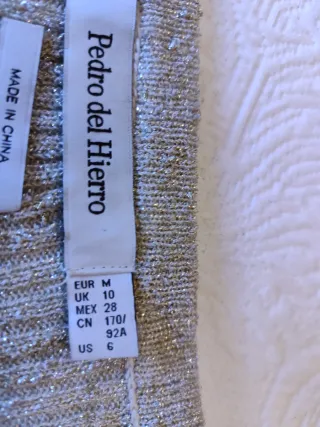 Pedro del Hierro
MADE IN CHINA
EUR M
UK 10
MEX 28
CN 170/
92A
US 6